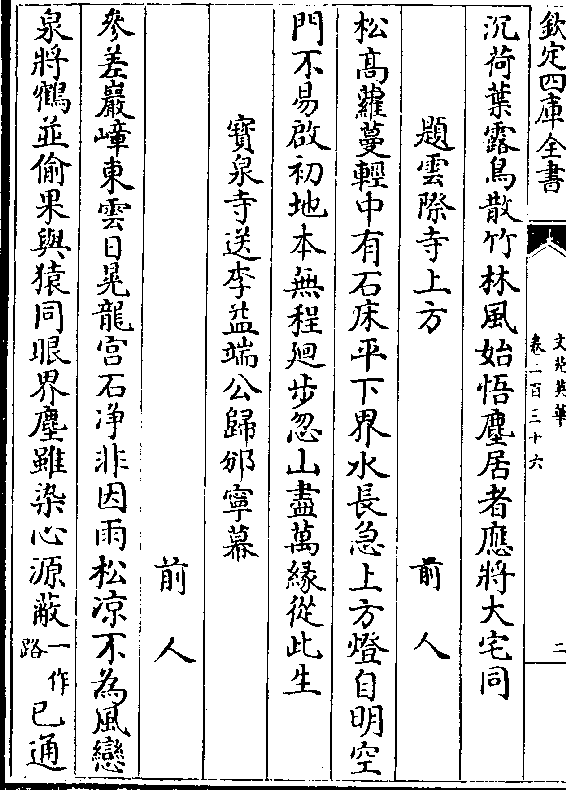 欽定四庫全書
文苑英華
卷二百三十六
二
沉荷葉露鳥散竹林風始悟塵居者應將大宅同
題雲際寺上方
前人
松高蘿蔓輕中有石床平下界水長急上方燈自明空
門不易啟初地本無程廻步忽山盡萬緣從此生
寶泉寺送李益端公歸邠寧幕
前人
參差巖嶂東雲日晃龍宮石净非因雨松凉不為風戀
泉將鶴並偷果與猿同眼界塵雖染心源蔽一作路已通